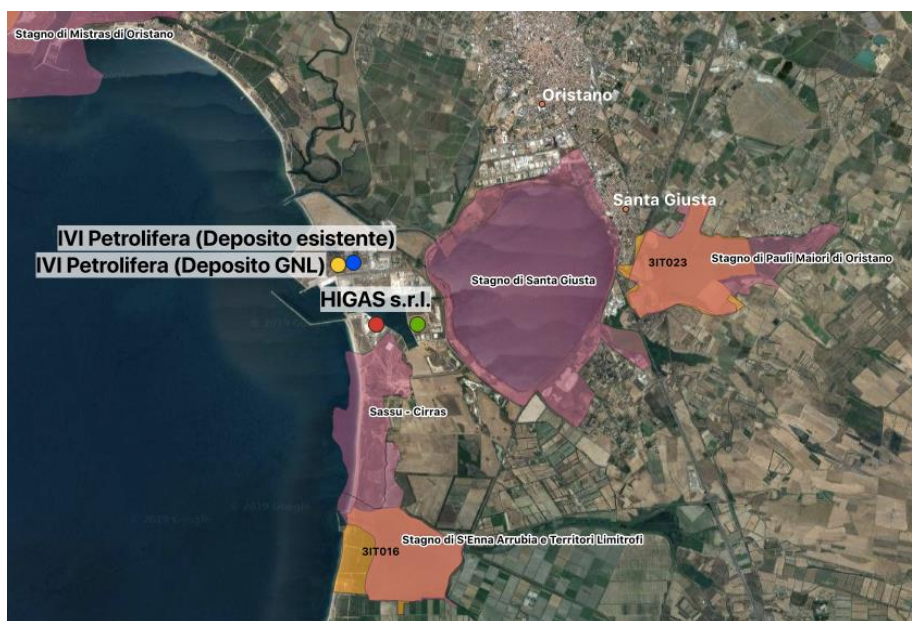 Stagno di Mistras di Oristano
Oristano
Santa Giusta
IVI Petrolifera (Deposito esistente)
IVI Petrolifera (Deposito GNL)
3IT023
Stagno di Pauli Maiori di Oristano
Stagno di Santa Giusta
HIGAS s.r.l.
Sassu - Cirras
Stagno di S'Enna Arrubia e Territori Limitrofi
3IT016